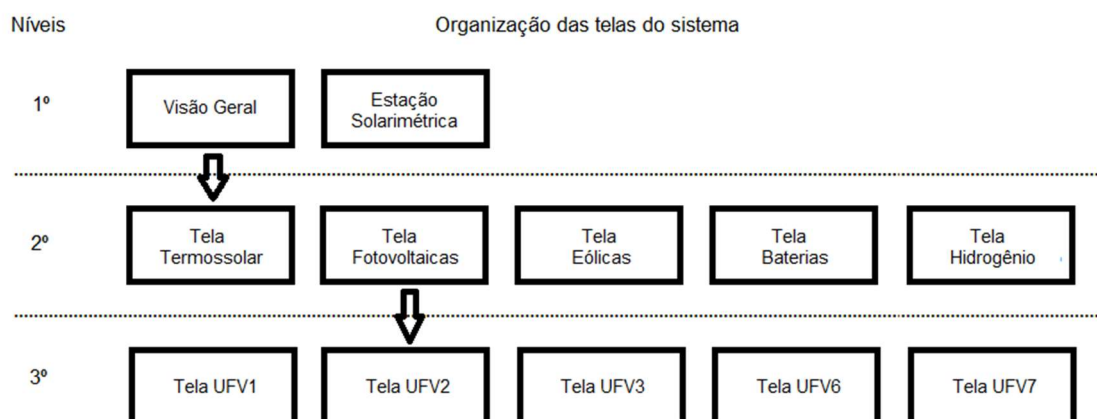 Níveis
Organização das telas do sistema
1º
Visão Geral
Estação
Solarimétrica
2º
Tela
Termossolar
Tela
Fotovoltaicas
Tela
Eólicas
Tela
Baterias
Tela
Hidrogênio
3º
Tela UFV1
Tela UFV2
Tela UFV3
Tela UFV6
Tela UFV7